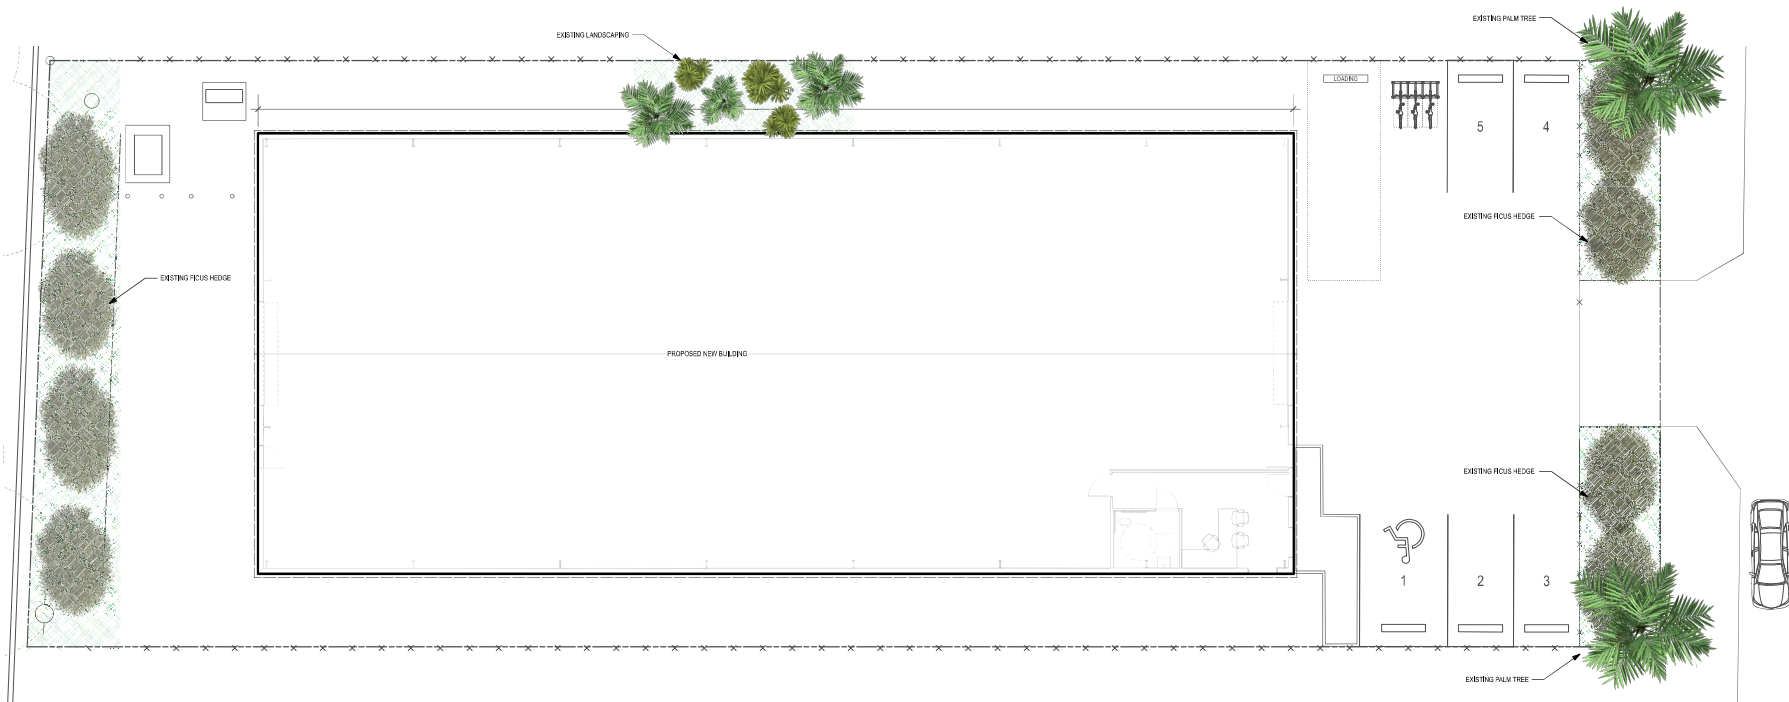 EXISTING PALM TREE
EXISTING LANDSCAPING
LOADING
5
4
EXISTING FICUS HEDGE
EXISTING FICUS HEDGE
PROPOSED NEW BUILDING
EXISTING FICUS HEDGE
1
2
3
EXISTING PALM TREE